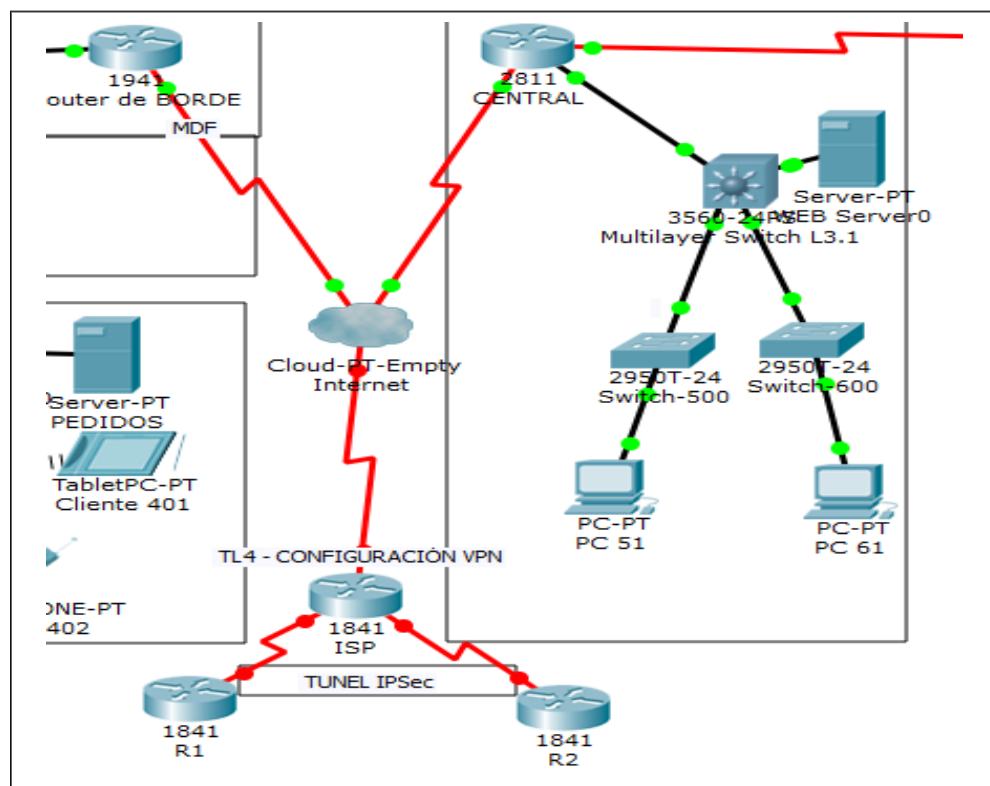 1941
outer de BORDE
MDF
2811
CENTRAL
Server-PT
WEB Server0
3560-24PS
Multilayer Switch L3.1
Cloud-PT-Empty
Internet
2950T-24
Switch-500
2950T-24
Switch-600
Server-PT
PEDIDOS
TabletPC-PT
Cliente 401
PC-PT
PC 51
PC-PT
PC 61
TL4 - CONFIGURACIÓN VPN
ONE-PT
402
1841
ISP
TUNEL IPSec
1841
R1
1841
R2